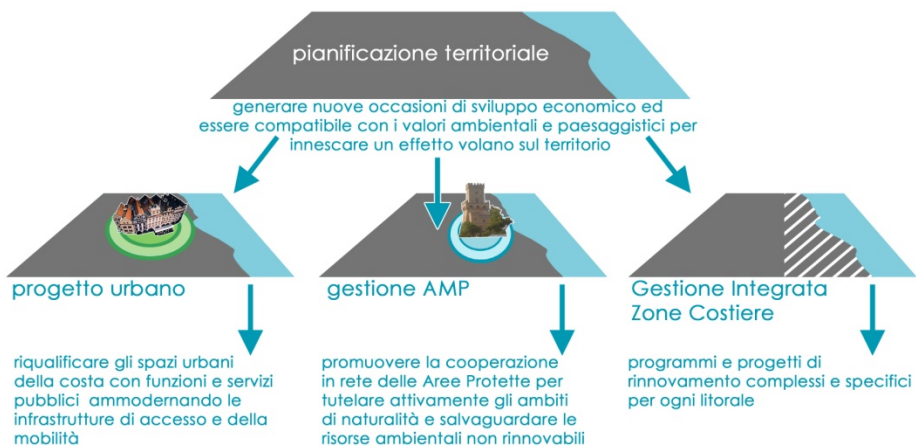 pianificazione territoriale
generare nuove occasioni di sviluppo economico ed
essere compatibile con i valori ambientali e paesaggistici per
innescare un effetto volano sul territorio
progetto urbano
riqualificare gli spazi urbani
della costa con funzioni e servizi
pubblici ammodernando le
infrastrutture di accesso e della
mobilità
gestione AMP
promuovere la cooperazione
in rete delle Aree Protette per
tutelare attivamente gli ambiti
di naturalità e salvaguardare le
risorse ambientali non rinnovabili
Gestione Integrata
Zone Costiere
programmi e progetti di
rinnovamento complessi e specifici
per ogni litorale